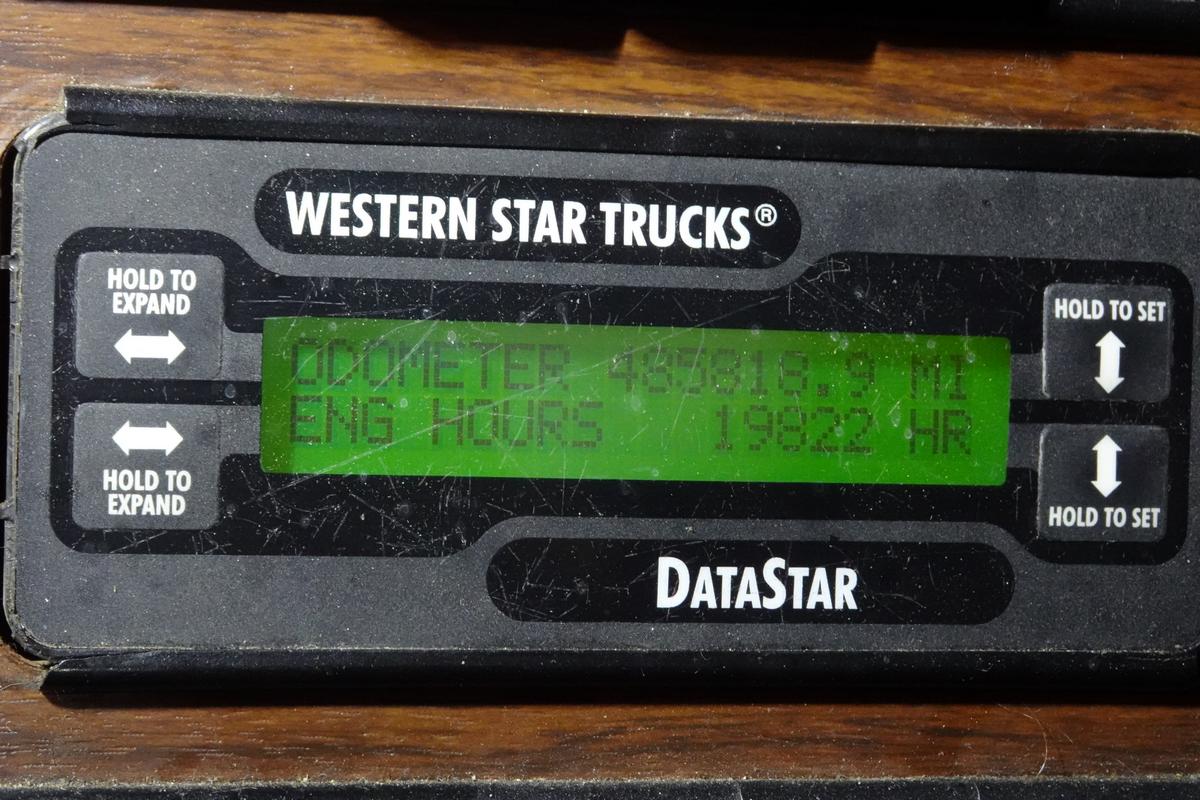 WESTERN STAR TRUCKS®
HOLD TO
EXPAND
HOLD TO SET
ODOMETER 485818.9 MI
ENG HOURS 19822 HR
HOLD TO
EXPAND
HOLD TO SET
DATASTAR